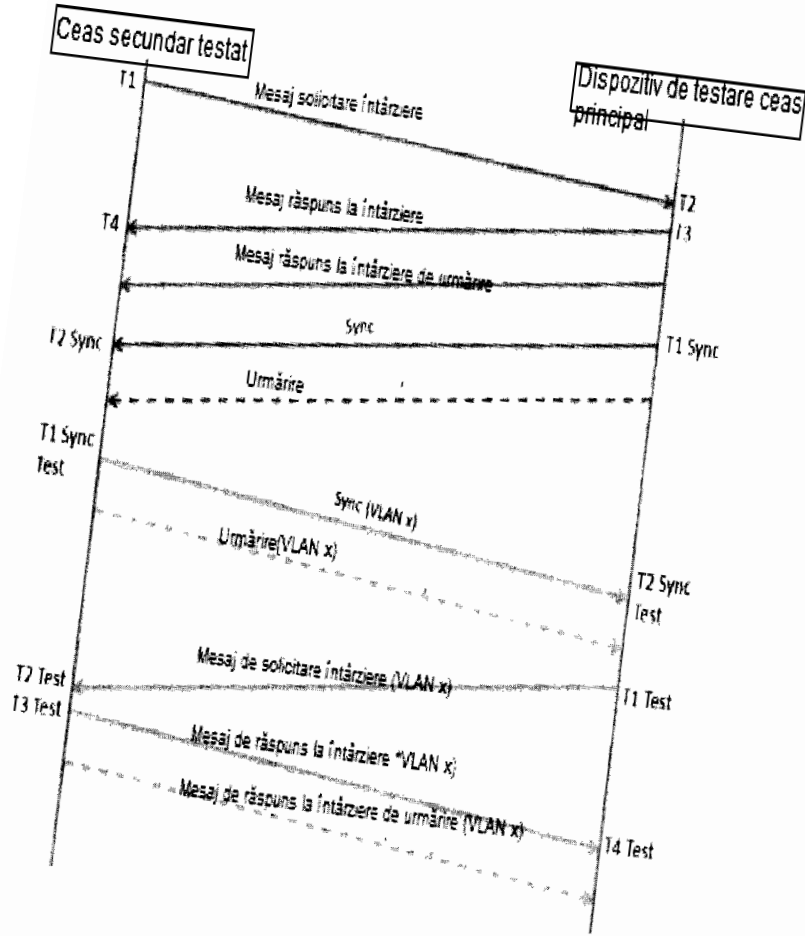 Ceas secundar testat
Dispozitiv de testare ceas
principal
T1
Mesaj solicitare întârziere
T2
Mesaj răspuns la întârziere
T4
T3
Mesaj răspuns la întârziere de urmărire
Sync
T2 Sync
T1 Sync
Urmărire
T1 Sync
Test
Sync (VLAN x)
Urmărire(VLAN x)
T2 Sync
Test
Mesaj de solicitare întârziere (VLAN x)
T2 Test
T1 Test
T3 Test
Mesaj de răspuns la întârziere *VLAN x)
Mesaj de răspuns la întârziere de urmărire (VLAN x)
T4 Test